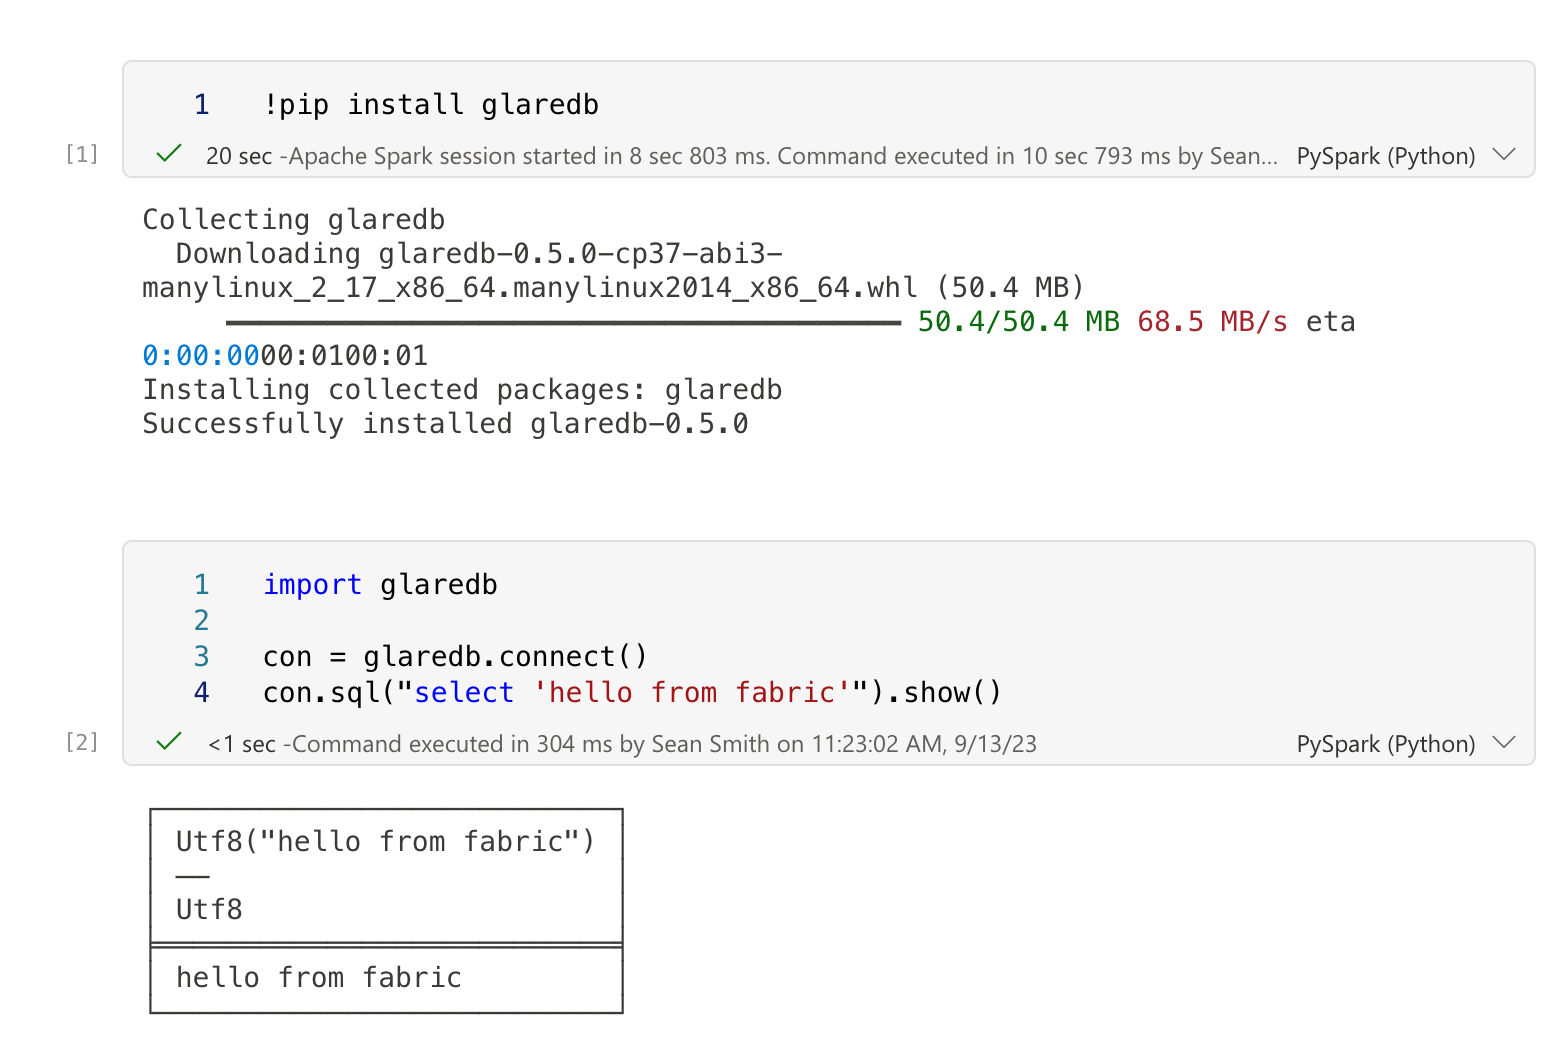 1 !pip install glaredb
[1] 20 sec -Apache Spark session started in 8 sec 803 ms. Command executed in 10 sec 793 ms by Sean... PySpark (Python)
Collecting glaredb
  Downloading glaredb-0.5.0-cp37-abi3-
manylinux_2_17_x86_64.manylinux2014_x86_64.whl (50.4 MB)
50.4/50.4 MB 68.5 MB/s eta
0:00:0000:0100:01
Installing collected packages: glaredb
Successfully installed glaredb-0.5.0
1 import glaredb
2
3 con = glaredb.connect()
4 con.sql("select 'hello from fabric'").show()
[2] <1 sec -Command executed in 304 ms by Sean Smith on 11:23:02 AM, 9/13/23 PySpark (Python)
Utf8("hello from fabric")
──
Utf8
hello from fabric